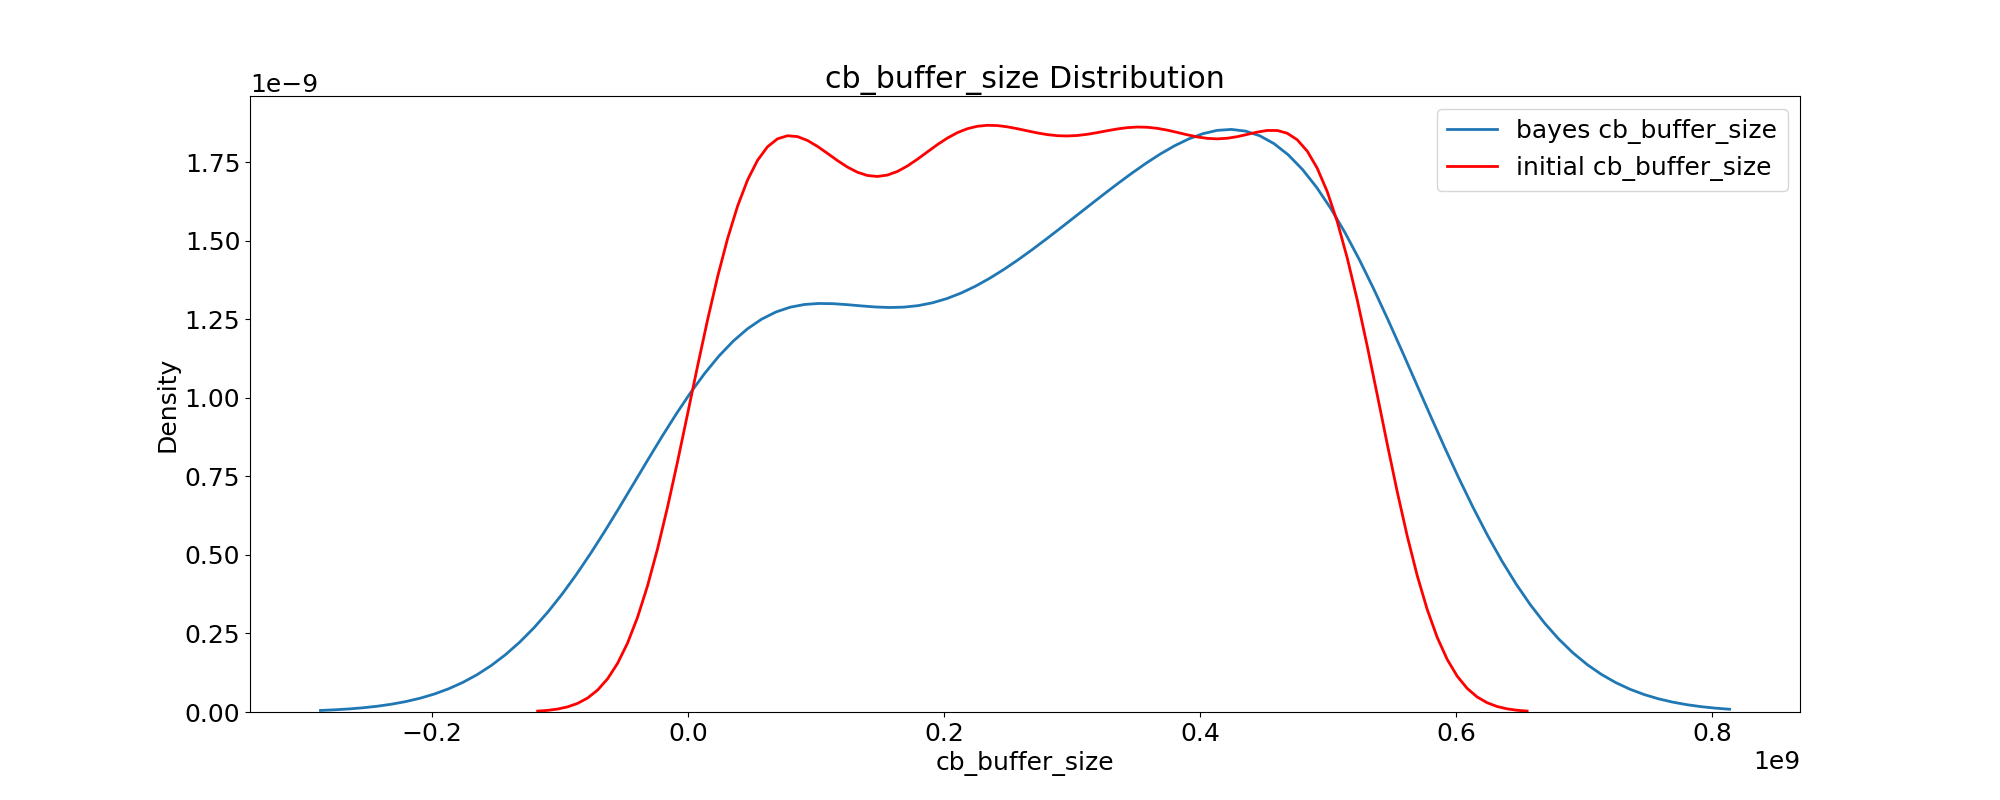 cb_buffer_size Distribution
1e−9
bayes cb_buffer_size
initial cb_buffer_size
1.75
1.50
1.25
1.00
0.75
0.50
0.25
0.00
Density
−0.2 0.0 0.2 0.4 0.6 0.8
cb_buffer_size
1e9